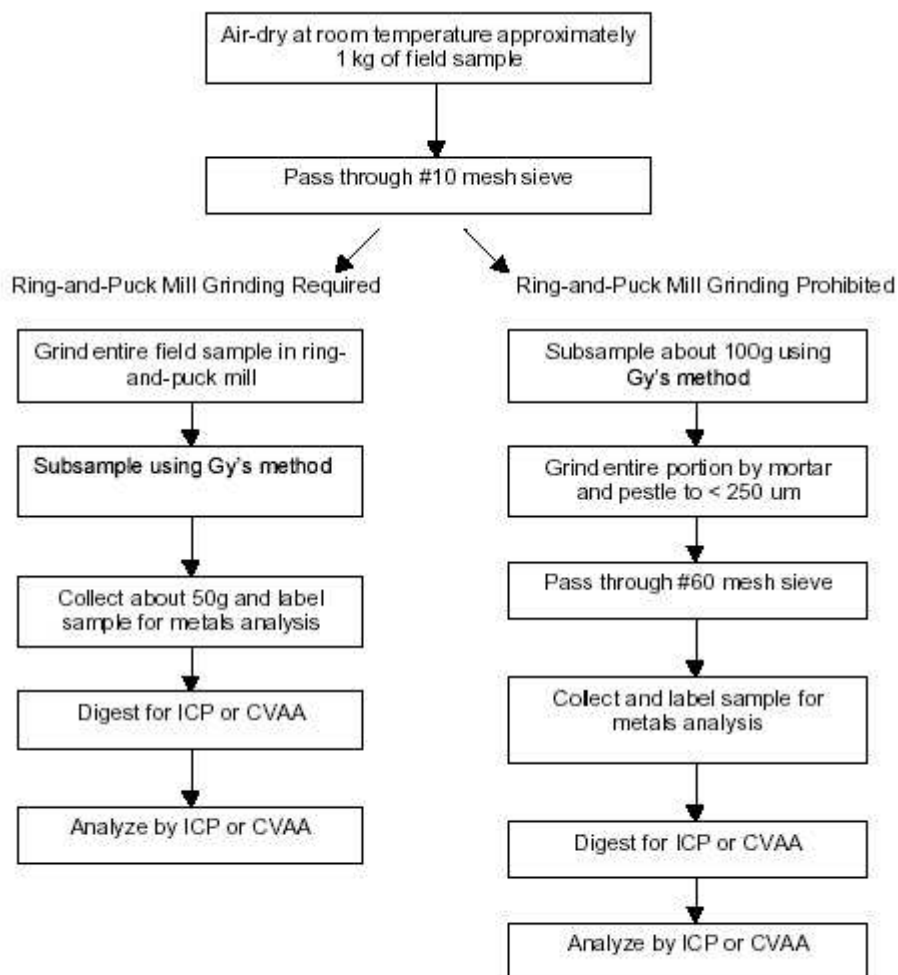 Air-dry at room temperature approximately
1 kg of field sample
Pass through #10 mesh sieve
Ring-and-Puck Mill Grinding Required
Grind entire field sample in ring-
and-puck mill
Subsample using Gy's method
Collect about 50g and label
sample for metals analysis
Digest for ICP or CVAA
Analyze by ICP or CVAA
Ring-and-Puck Mill Grinding Prohibited
Subsample about 100g using
Gy's method
Grind entire portion by mortar
and pestle to < 250 um
Pass through #60 mesh sieve
Collect and label sample for
metals analysis
Digest for ICP or CVAA
Analyze by ICP or CVAA